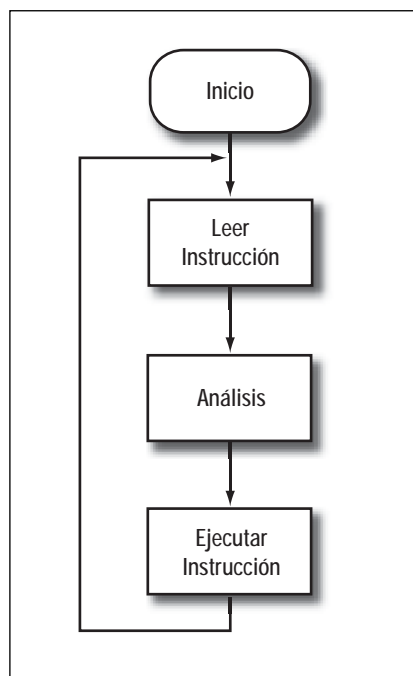 Inicio
Leer
Instrucción
Análisis
Ejecutar
Instrucción